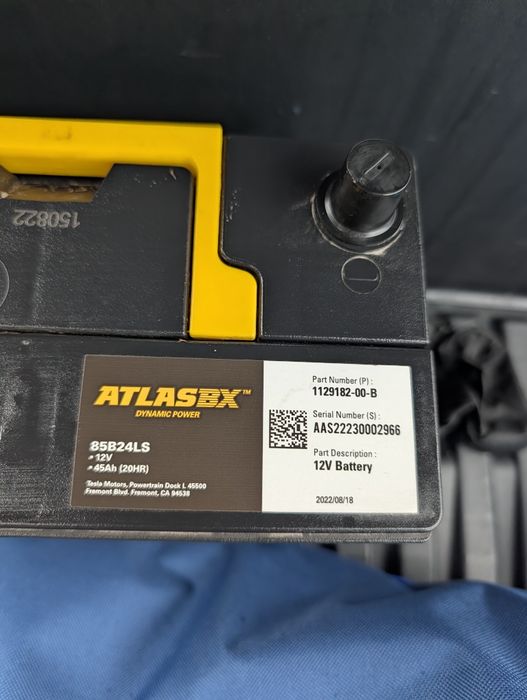 150822
ATLASBX™
DYNAMIC POWER
85B24LS
- 12V
- 45Ah (20HR)
Tesla Motors, Powertrain Dock L 45500
Fremont Blvd. Fremont, CA 94538
Part Number (P) :
1129182-00-B
Serial Number (S) :
AAS22230002966
Part Description :
12V Battery
2022/08/18